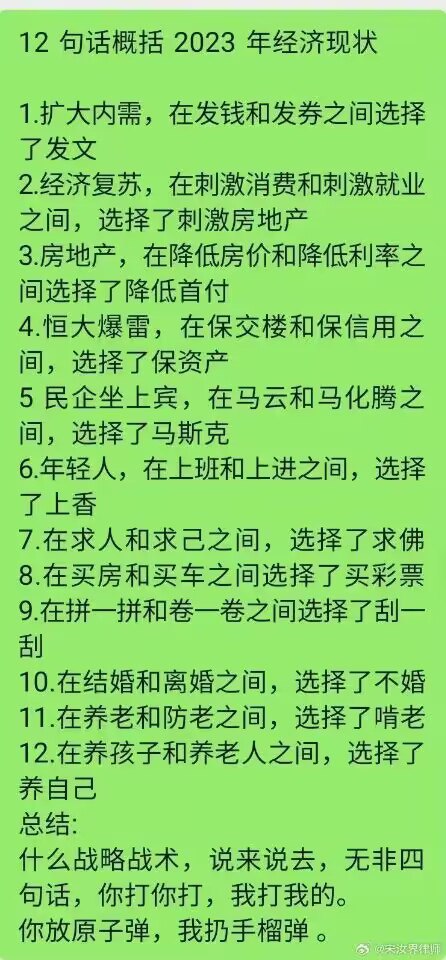 12 句话概括 2023 年经济现状
1.扩大内需，在发钱和发券之间选择
了发文
2.经济复苏，在刺激消费和刺激就业
之间，选择了刺激房地产
3.房地产，在降低房价和降低利率之
间选择了降低首付
4.恒大爆雷，在保交楼和保信用之
间，选择了保资产
5 民企坐上宾，在马云和马化腾之
间，选择了马斯克
6.年轻人，在上班和上进之间，选择
了上香
7.在求人和求己之间，选择了求佛
8.在买房和买车之间选择了买彩票
9.在拼一拼和卷一卷之间选择了刮一
刮
10.在结婚和离婚之间，选择了不婚
11.在养老和防老之间，选择了啃老
12.在养孩子和养老人之间，选择了
养自己
总结:
什么战略战术，说来说去，无非四
句话，你打你打，我打我的。
你放原子弹，我扔手榴弹 。
@宋汝界律师